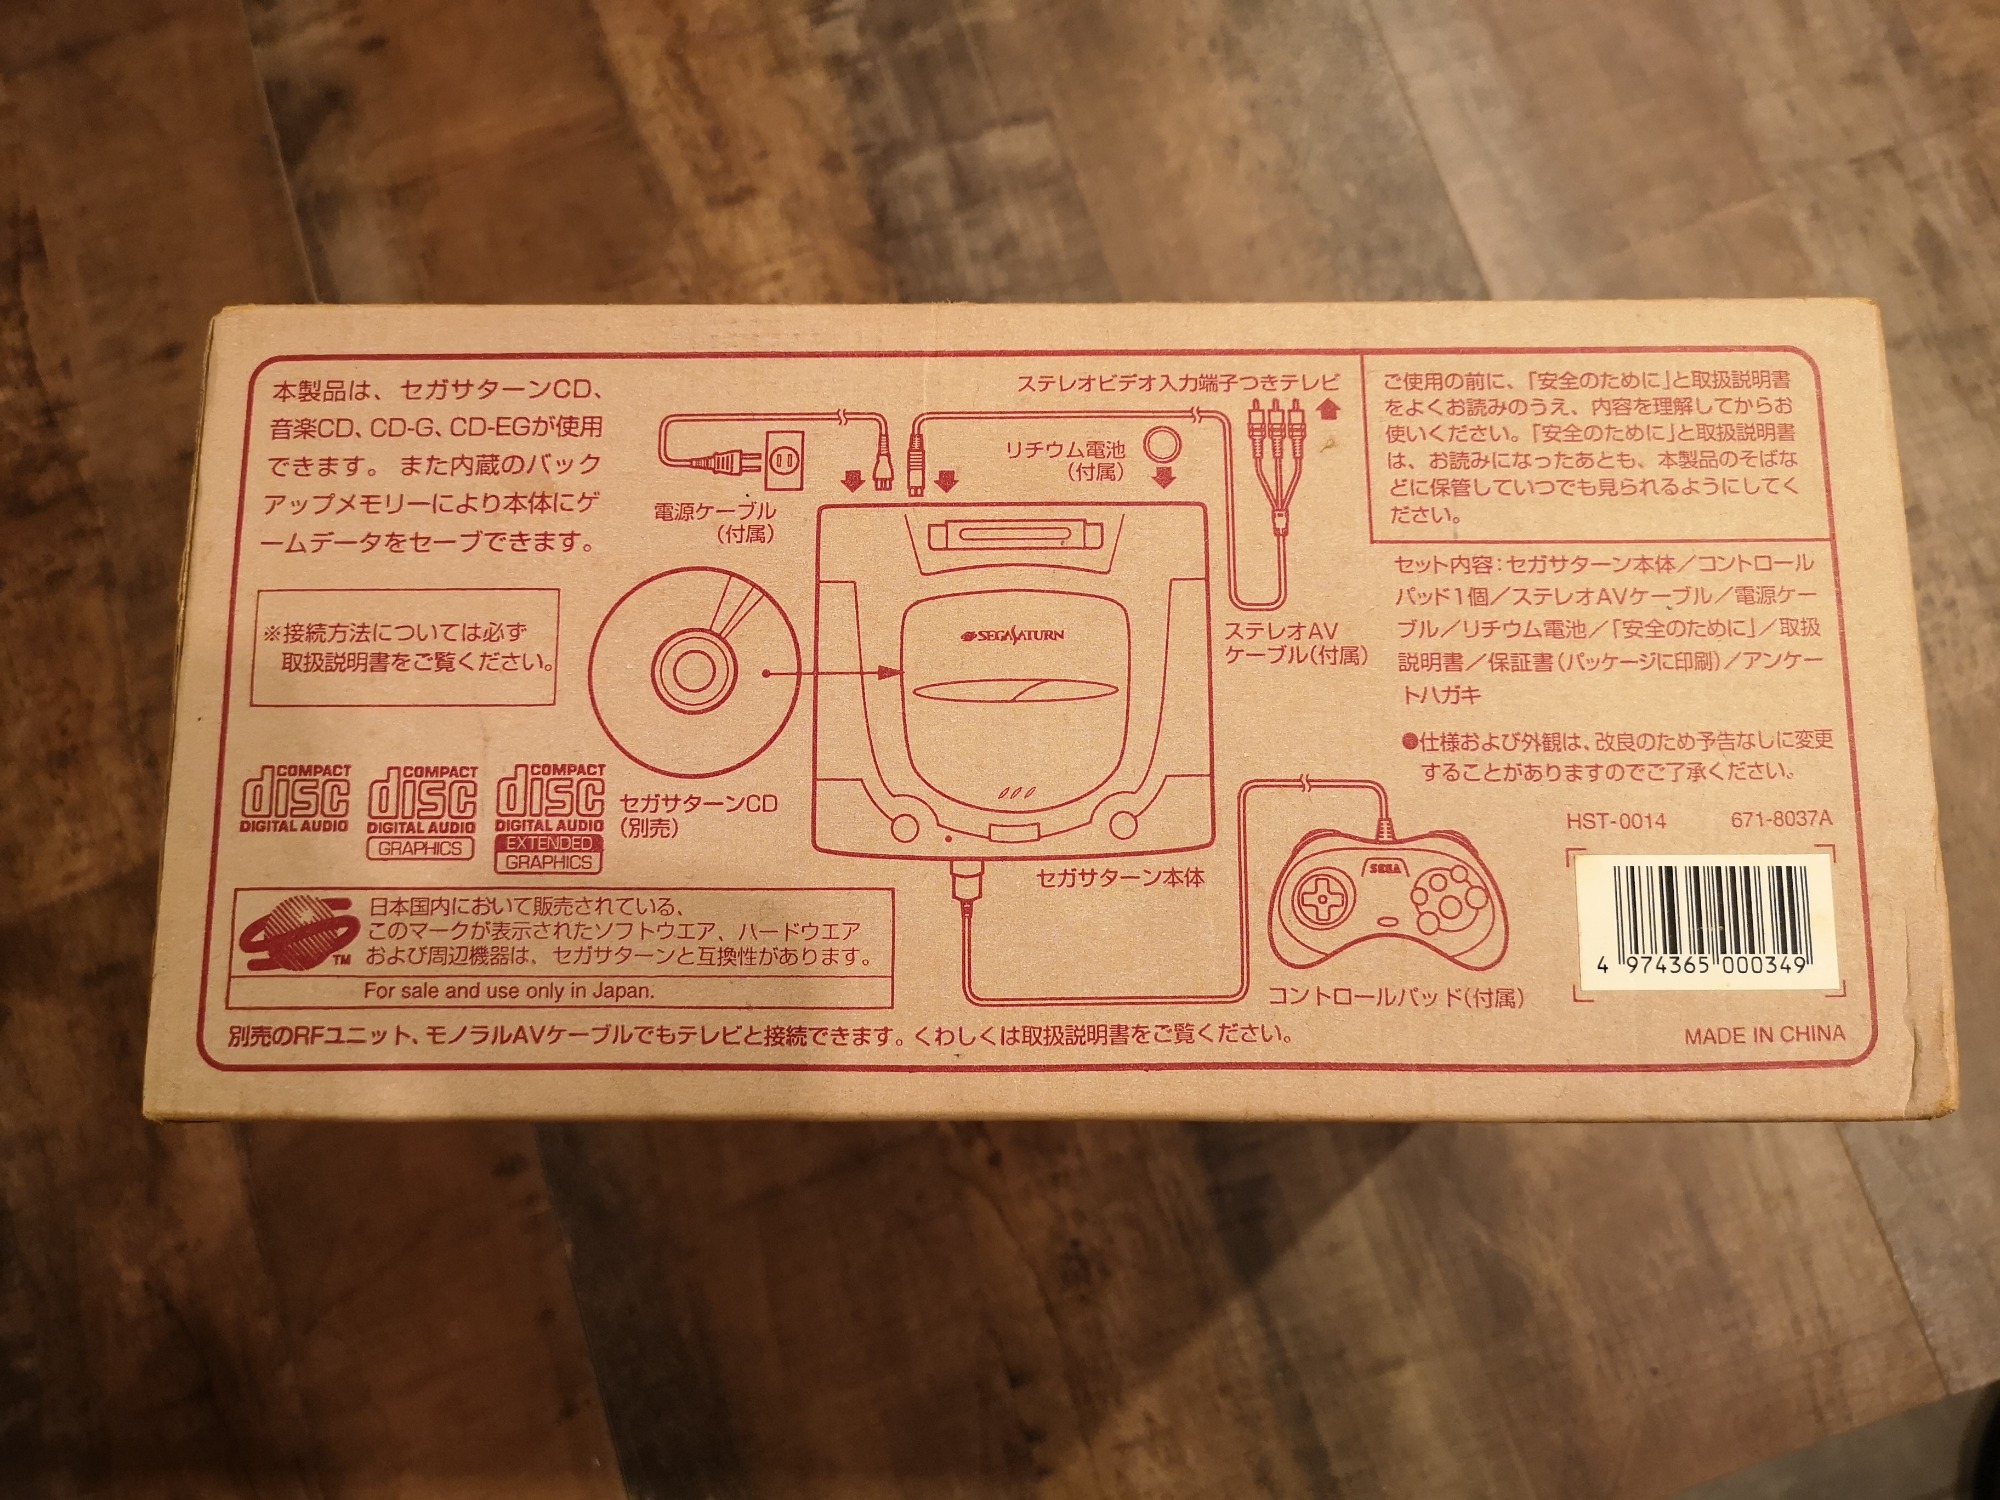 本製品は、セガサターンCD、
音楽CD、CD-G、CD-EGが使用
できます。また内蔵のバック
アップメモリーにより本体にゲ
ームデータをセーブできます。
※接続方法については必ず
取扱説明書をご覧ください。
ステレオビデオ入力端子つきテレビ
リチウム電池
(付属)
電源ケーブル
(付属)
SEGA SATURN
ステレオAV
ケーブル(付属)
セガサターンCD
(別売)
セガサターン本体
SEGA
コントロールパッド(付属)
COMPACT
disc
DIGITAL AUDIO
COMPACT
disc
DIGITAL AUDIO
GRAPHICS
COMPACT
disc
DIGITAL AUDIO
EXTENDED
GRAPHICS
TM
日本国内において販売されている、
このマークが表示されたソフトウエア、ハードウエア
および周辺機器は、セガサターンと互換性があります。
For sale and use only in Japan.
別売のRFユニット、モノラルAVケーブルでもテレビと接続できます。くわしくは取扱説明書をご覧ください。
ご使用の前に、「安全のために」と取扱説明書
をよくお読みのうえ、内容を理解してからお
使いください。「安全のために」と取扱説明書
は、お読みになったあとも、本製品のそばな
どに保管していつでも見られるようにしてく
ださい。
セット内容:セガサターン本体/コントロール
パッド1個/ステレオAVケーブル/電源ケー
ブル/リチウム電池/「安全のために」/取扱
説明書/保証書(パッケージに印刷)/アンケー
トハガキ
●仕様および外観は、改良のため予告なしに変更
することがありますのでご了承ください。
HST-0014 671-8037A
4 974365 000349
MADE IN CHINA